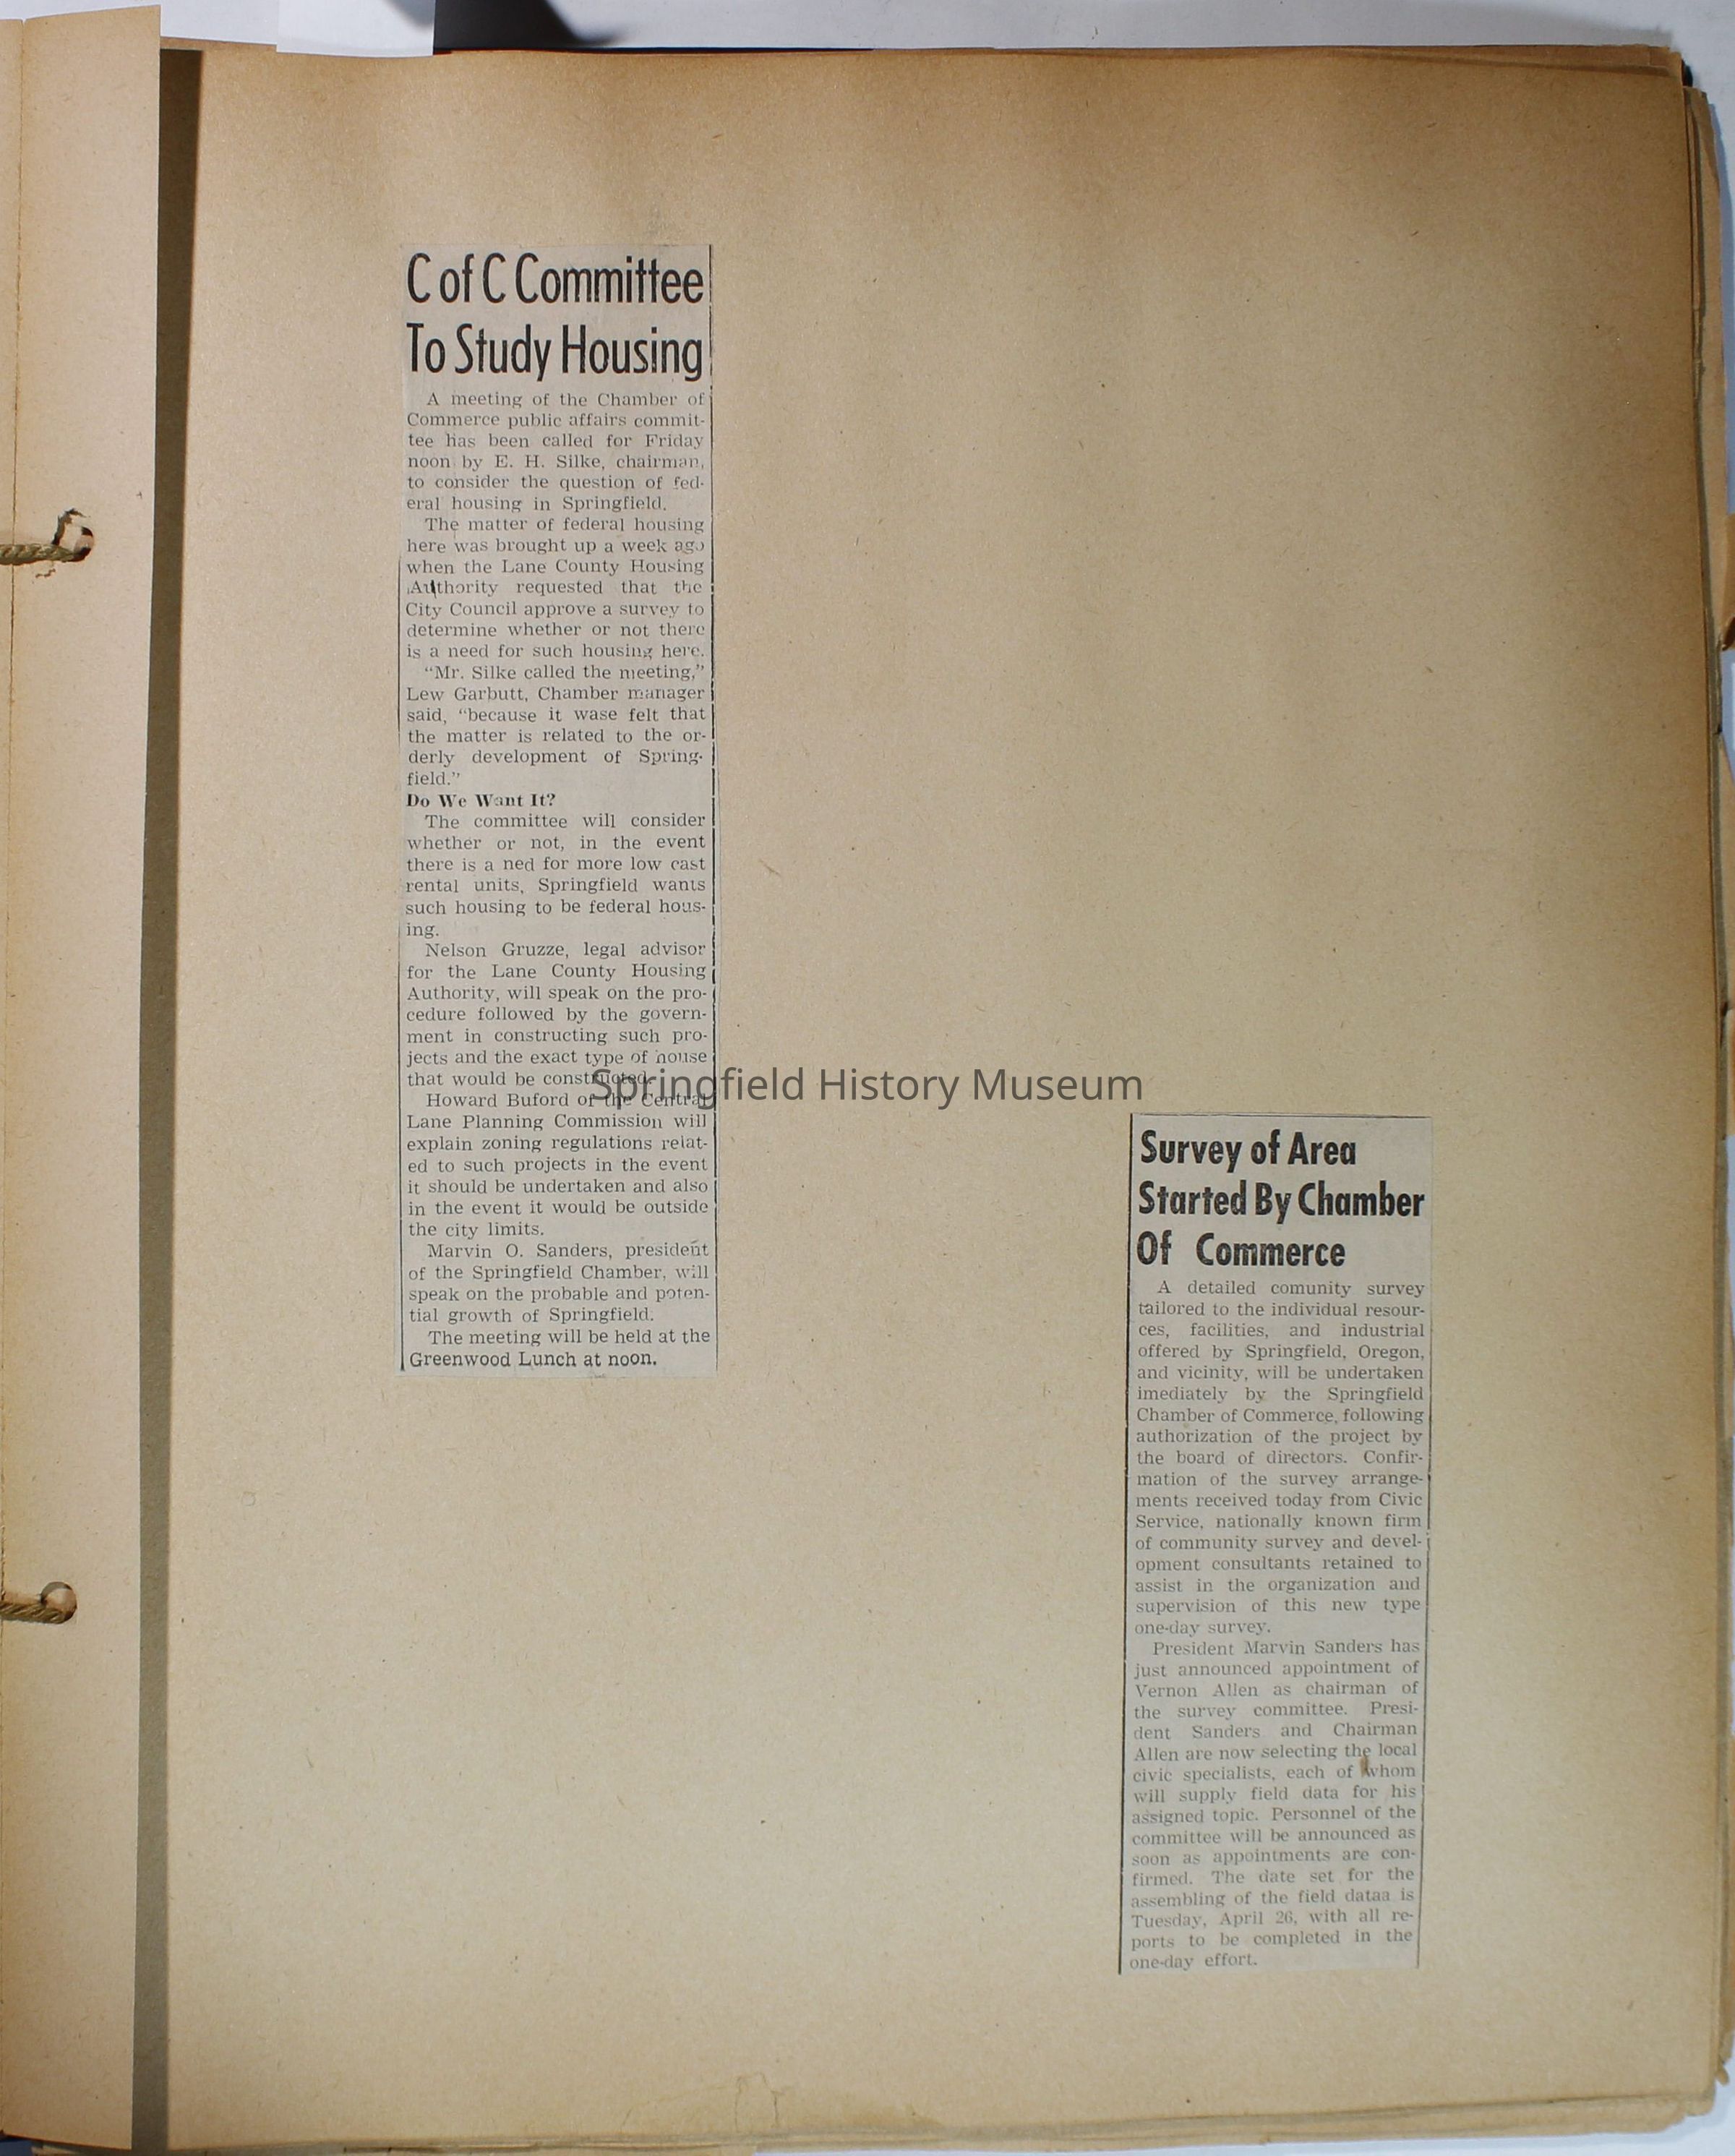 C of C Committee
To Study Housing
A meeting of the Chamber of
Commerce public affairs commit-
tee has been called for Friday
noon by E. H. Silke, chairman,
to consider the question of fed-
eral housing in Springfield.
The matter of federal housing
here was brought up a week ago
when the Lane County Housing
Authority requested that the
City Council approve a survey to
determine whether or not there
is a need for such housing here.
"Mr. Silke called the meeting,"
Lew Garbutt, Chamber manager
said, "because it wase felt that
the matter is related to the or-
derly development of Spring-
field."
Do We Want It?
The committee will consider
whether or not, in the event
there is a ned for more low cast
rental units, Springfield wants
such housing to be federal hous-
ing.
Nelson Gruzze, legal advisor
for the Lane County Housing
Authority, will speak on the pro-
cedure followed by the govern-
ment in constructing such pro-
jects and the exact type of house
that would be constructed.
Howard Buford of the Central
Lane Planning Commission will
explain zoning regulations relat-
ed to such projects in the event
it should be undertaken and also
in the event it would be outside
the city limits.
Marvin O. Sanders, president
of the Springfield Chamber, will
speak on the probable and poten-
tial growth of Springfield.
The meeting will be held at the
Greenwood Lunch at noon.
Springfield History Museum
Survey of Area
Started By Chamber
Of Commerce
A detailed comunity survey
tailored to the individual resour-
ces, facilities, and industrial
offered by Springfield, Oregon,
and vicinity, will be undertaken
imediately by the Springfield
Chamber of Commerce, following
authorization of the project by
the board of directors. Confir-
mation of the survey arrange-
ments received today from Civic
Service, nationally known firm
of community survey and devel-
opment consultants retained to
assist in the organization and
supervision of this new type
one-day survey.
President Marvin Sanders has
just announced appointment of
Vernon Allen as chairman of
the survey committee. Presi-
dent Sanders and Chairman
Allen are now selecting the local
civic specialists, each of whom
will supply field data for his
assigned topic. Personnel of the
committee will be announced as
soon as appointments are con-
firmed. The date set for the
assembling of the field dataa is
Tuesday, April 26, with all re-
ports to be completed in the
one-day effort.